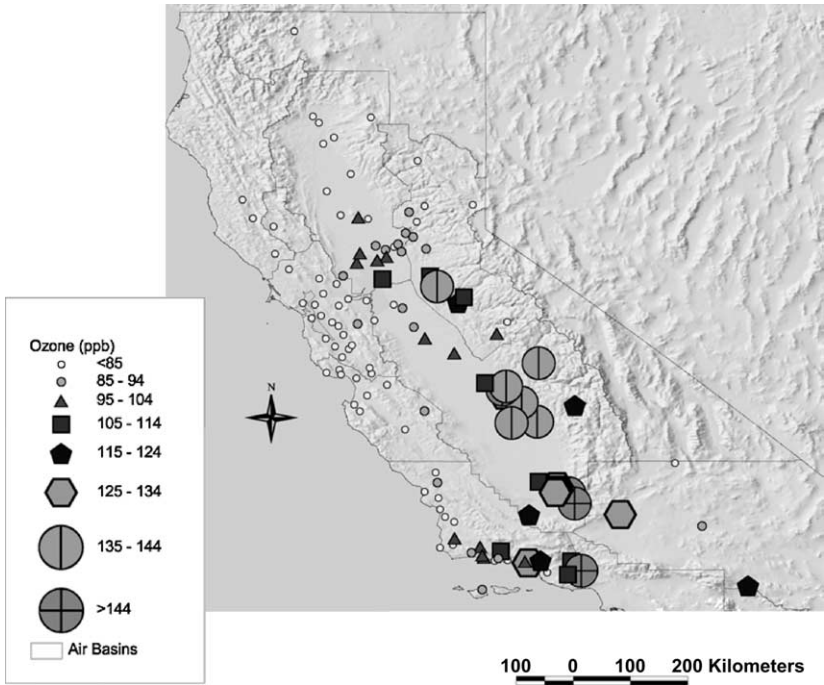 N
Ozone (ppb)
<85
85 - 94
95 - 104
105 - 114
115 - 124
125 - 134
135 - 144
>144
Air Basins
100 0 100 200 Kilometers